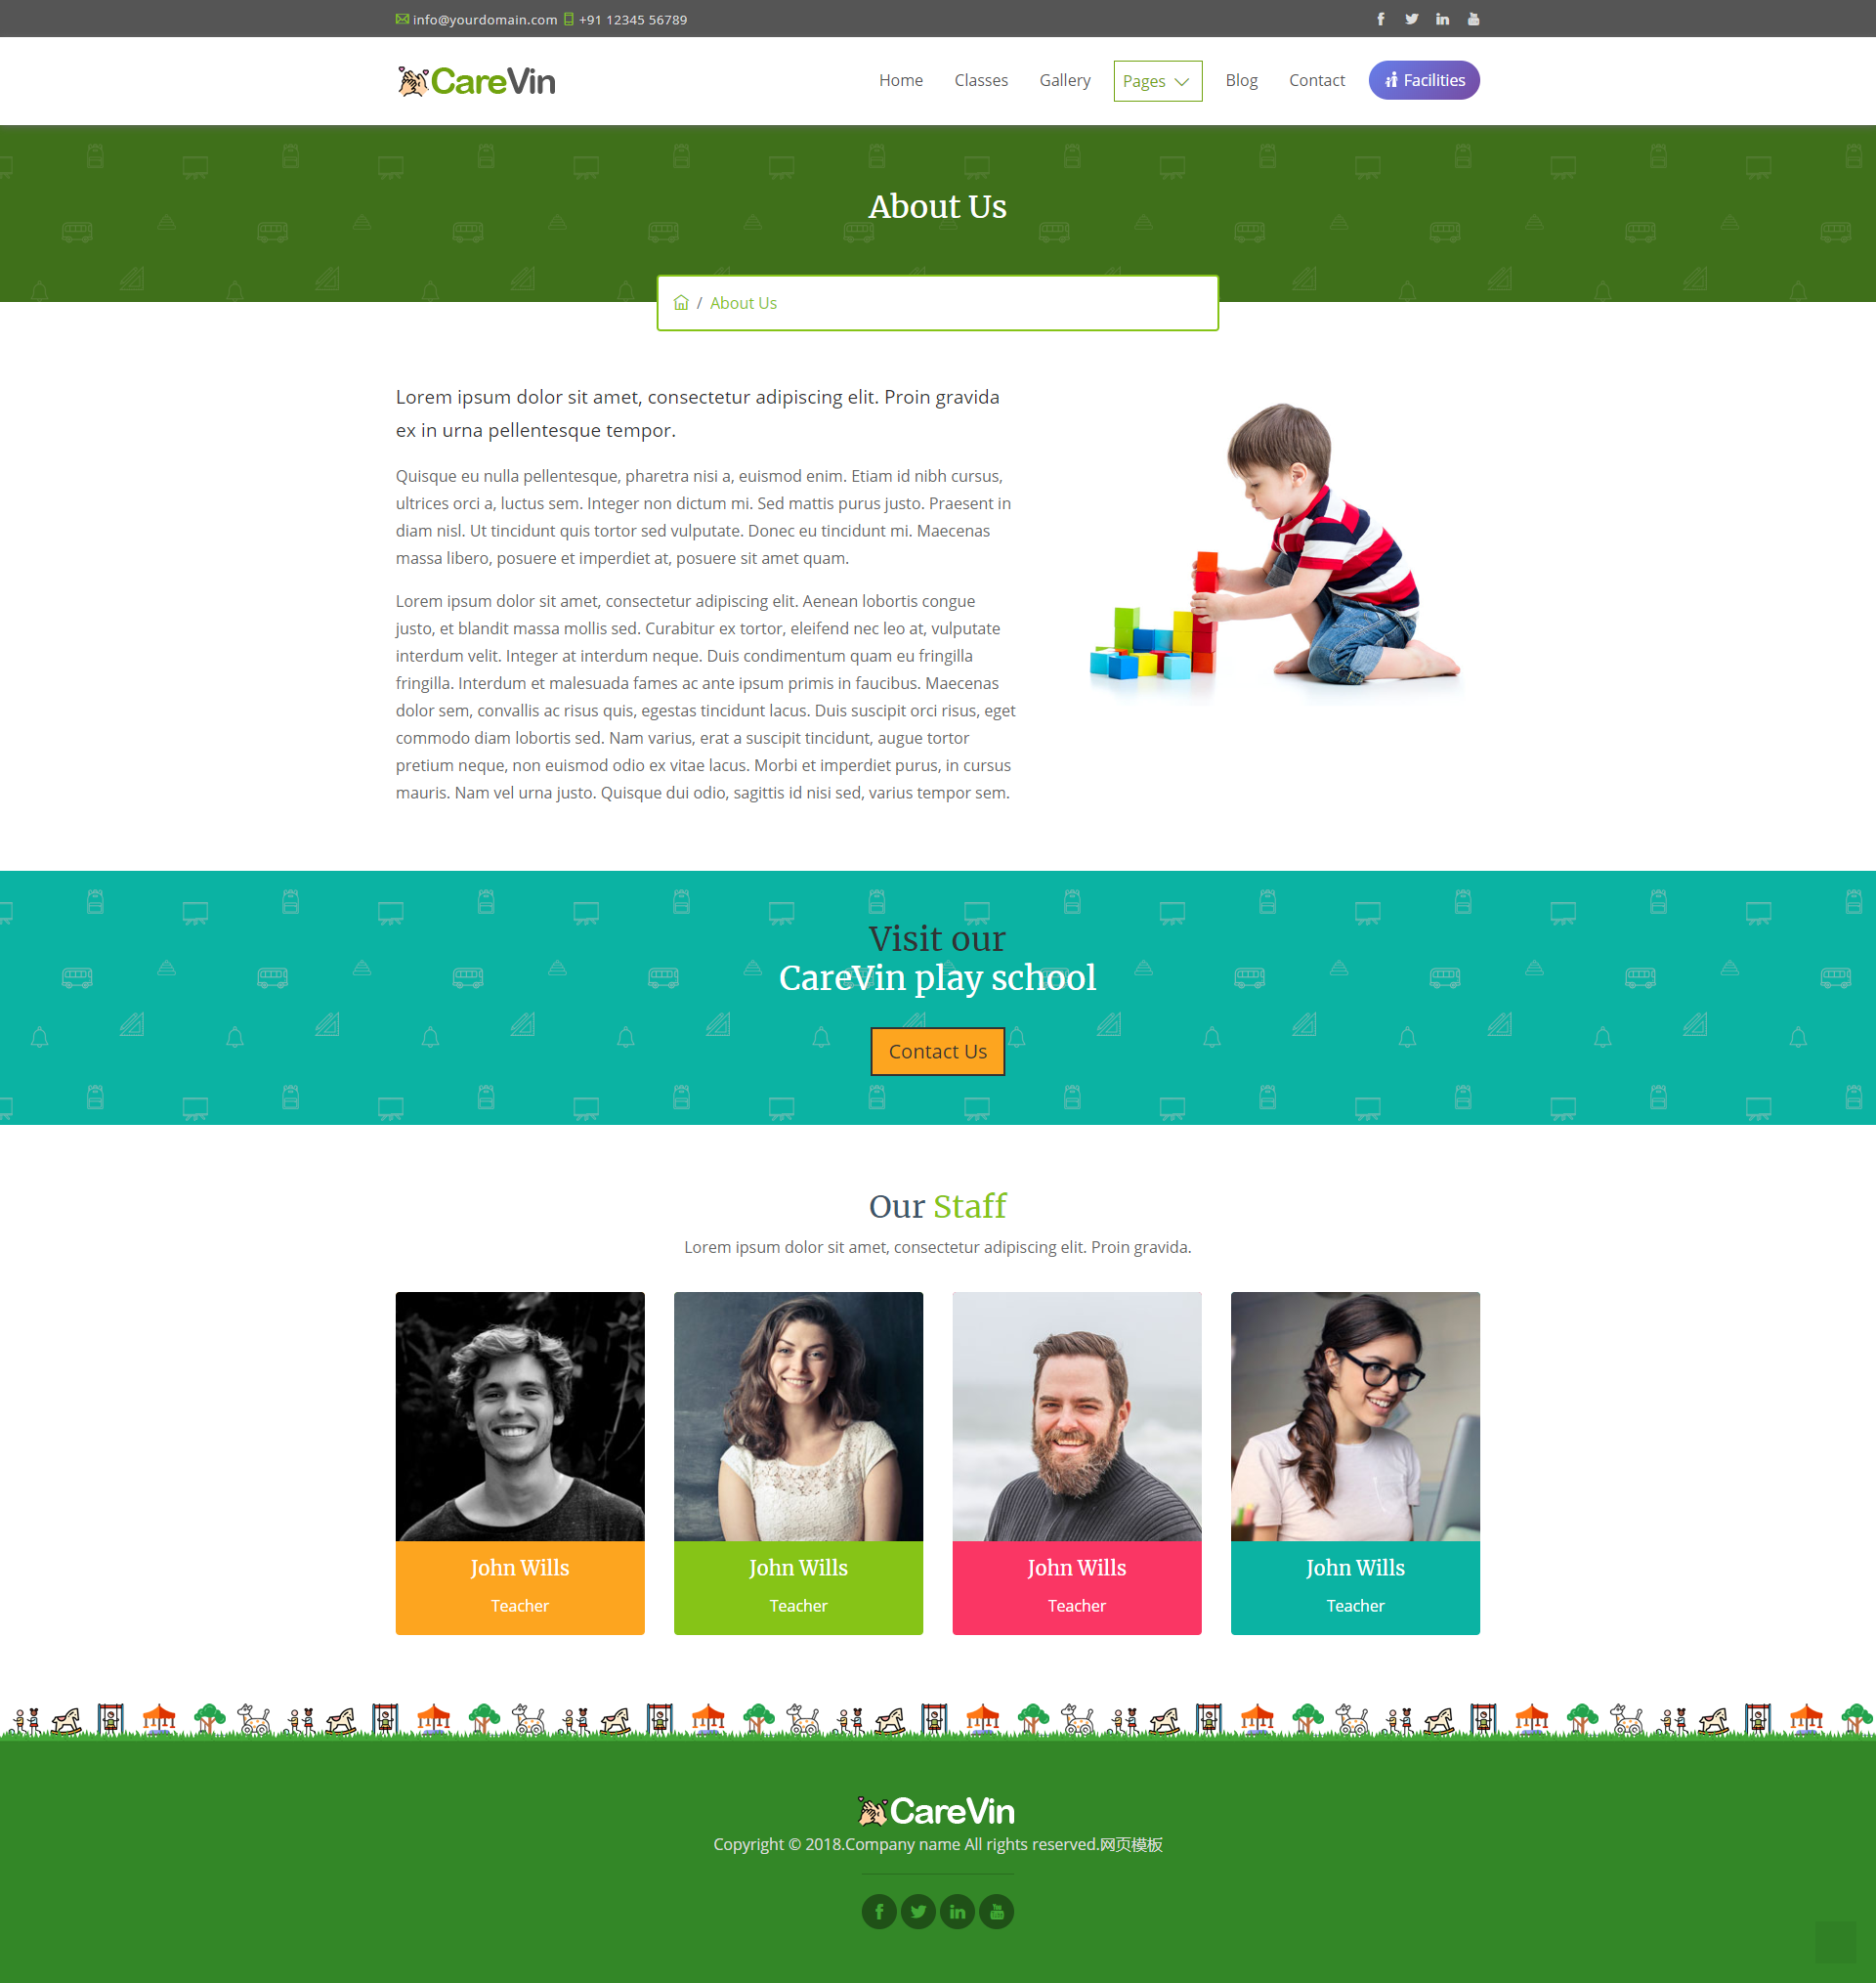 info@yourdomain.com +91 12345 56789
CareVin
Home Classes Gallery Pages Blog Contact Facilities
About Us
/ About Us
Lorem ipsum dolor sit amet, consectetur adipiscing elit. Proin gravida
ex in urna pellentesque tempor.
Quisque eu nulla pellentesque, pharetra nisi a, euismod enim. Etiam id nibh cursus,
ultrices orci a, luctus sem. Integer non dictum mi. Sed mattis purus justo. Praesent in
diam nisl. Ut tincidunt quis tortor sed vulputate. Donec eu tincidunt mi. Maecenas
massa libero, posuere et imperdiet at, posuere sit amet quam.
Lorem ipsum dolor sit amet, consectetur adipiscing elit. Aenean lobortis congue
justo, et blandit massa mollis sed. Curabitur ex tortor, eleifend nec leo at, vulputate
interdum velit. Integer at interdum neque. Duis condimentum quam eu fringilla
fringilla. Interdum et malesuada fames ac ante ipsum primis in faucibus. Maecenas
dolor sem, convallis ac risus quis, egestas tincidunt lacus. Duis suscipit orci risus, eget
commodo diam lobortis sed. Nam varius, erat a suscipit tincidunt, augue tortor
pretium neque, non euismod odio ex vitae lacus. Morbi et imperdiet purus, in cursus
mauris. Nam vel urna justo. Quisque dui odio, sagittis id nisi sed, varius tempor sem.
Visit our
CareVin play school
Contact Us
Our Staff
Lorem ipsum dolor sit amet, consectetur adipiscing elit. Proin gravida.
John Wills
Teacher
John Wills
Teacher
John Wills
Teacher
John Wills
Teacher
CareVin
Copyright © 2018.Company name All rights reserved.网页模板